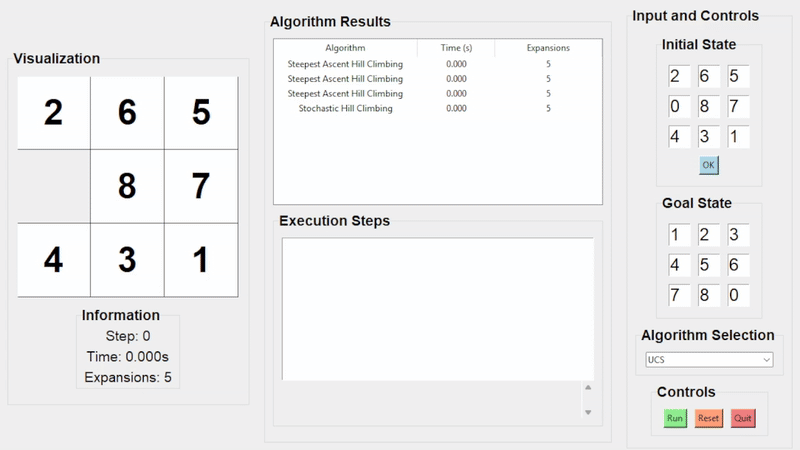 Visualization
2 6 5
8 7
4 3 1
Information
Step: 0
Time: 0.000s
Expansions: 5
Algorithm Results
Algorithm Time (s) Expansions
Steepest Ascent Hill Climbing 0.000 5
Steepest Ascent Hill Climbing 0.000 5
Steepest Ascent Hill Climbing 0.000 5
Stochastic Hill Climbing 0.000 5
Execution Steps
Input and Controls
Initial State
2 6 5
0 8 7
4 3 1
OK
Goal State
1 2 3
4 5 6
7 8 0
Algorithm Selection
UCS
Controls
Run Reset Quit